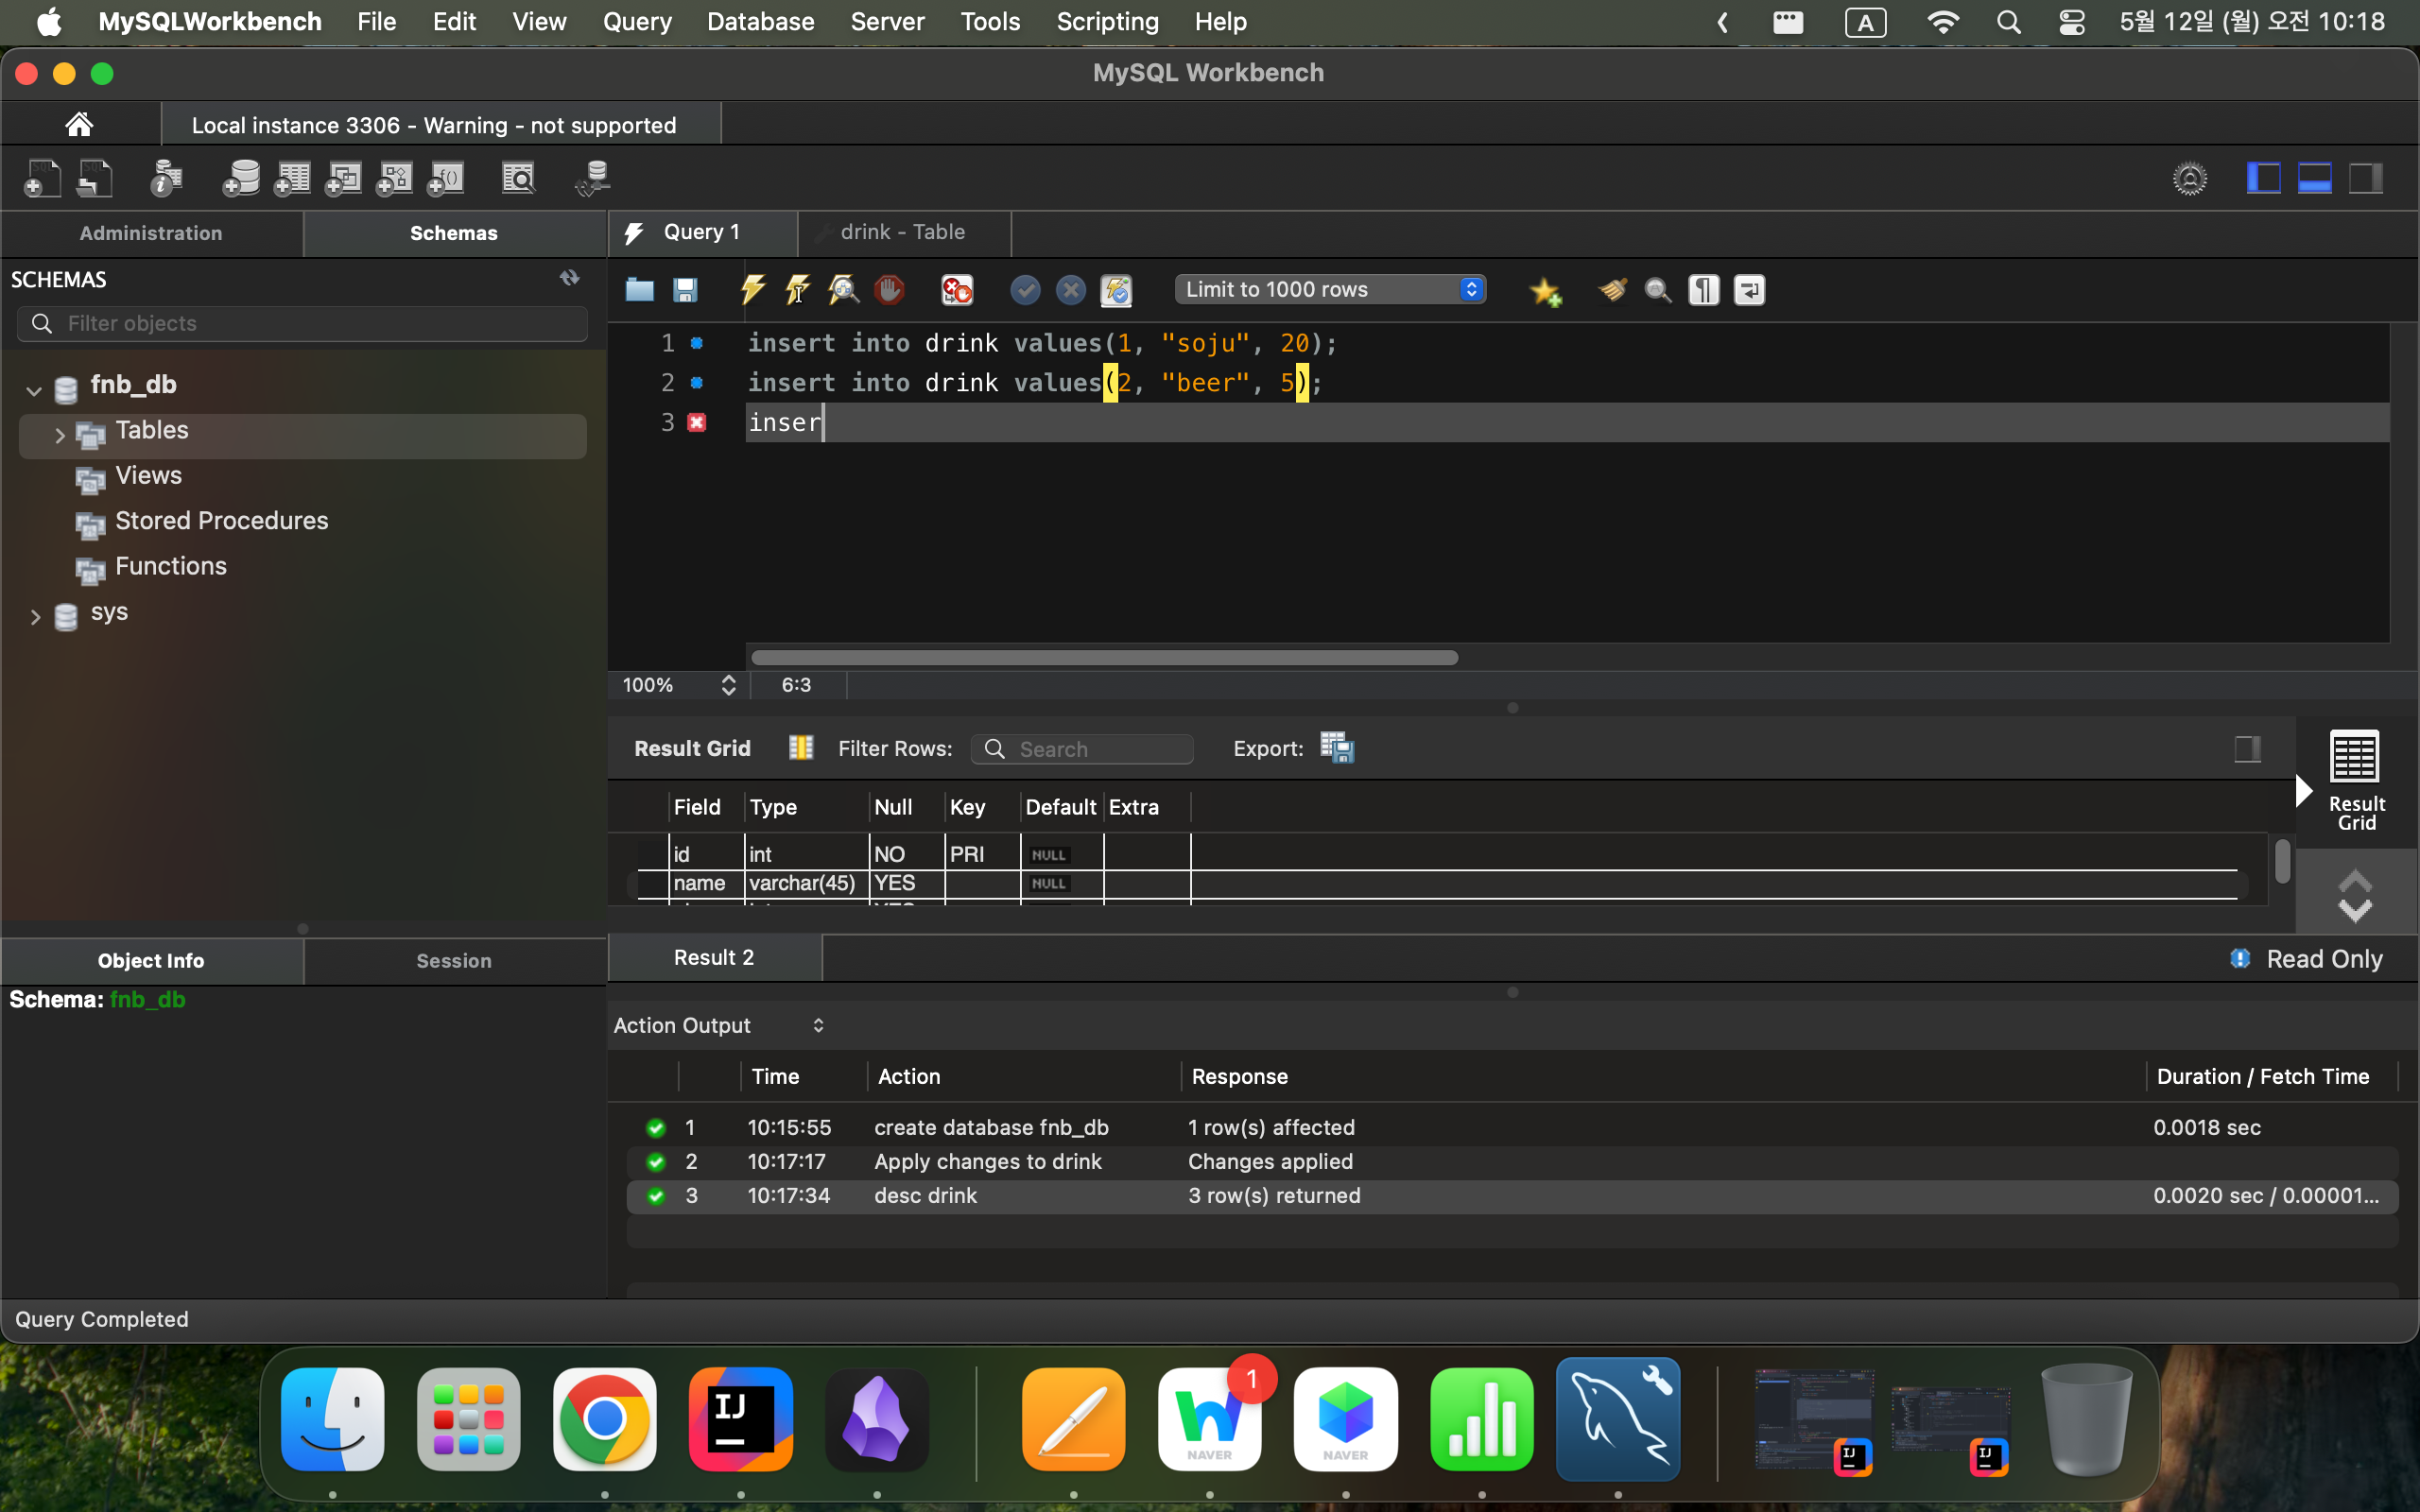 MySQLWorkbench File Edit View Query Database Server Tools Scripting Help A 5월 12일 (월) 오전 10:18
MySQL Workbench
Local instance 3306 - Warning - not supported
Administration Schemas Query 1 drink - Table
SCHEMAS
Filter objects
Limit to 1000 rows
fnb_db
Tables
Views
Stored Procedures
Functions
sys
1 insert into drink values(1, "soju", 20);
2 insert into drink values(2, "beer", 5);
3 inser
100% 6:3
Result Grid Filter Rows: Search Export:
Field Type Null Key Default Extra
id int NO PRI NULL
name varchar(45) YES NULL
Result
Grid
Object Info Session
Result 2 Read Only
Schema: fnb_db
Action Output
Time Action Response Duration / Fetch Time
1 10:15:55 create database fnb_db 1 row(s) affected 0.0018 sec
2 10:17:17 Apply changes to drink Changes applied
3 10:17:34 desc drink 3 row(s) returned 0.0020 sec / 0.00001...
Query Completed
IJ
1
NAVER
NAVER
IJ
IJ